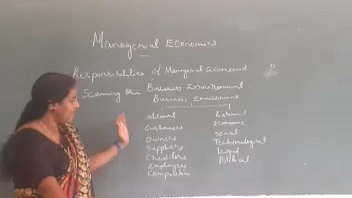 Managerial Economics
Responsibilities of Managerial Economist
Scanning the Business Environment
Business Environment
Internal External
Customers Economic
Owners Social
Suppliers Technological
Creditors Legal
Employees Political
Competitors